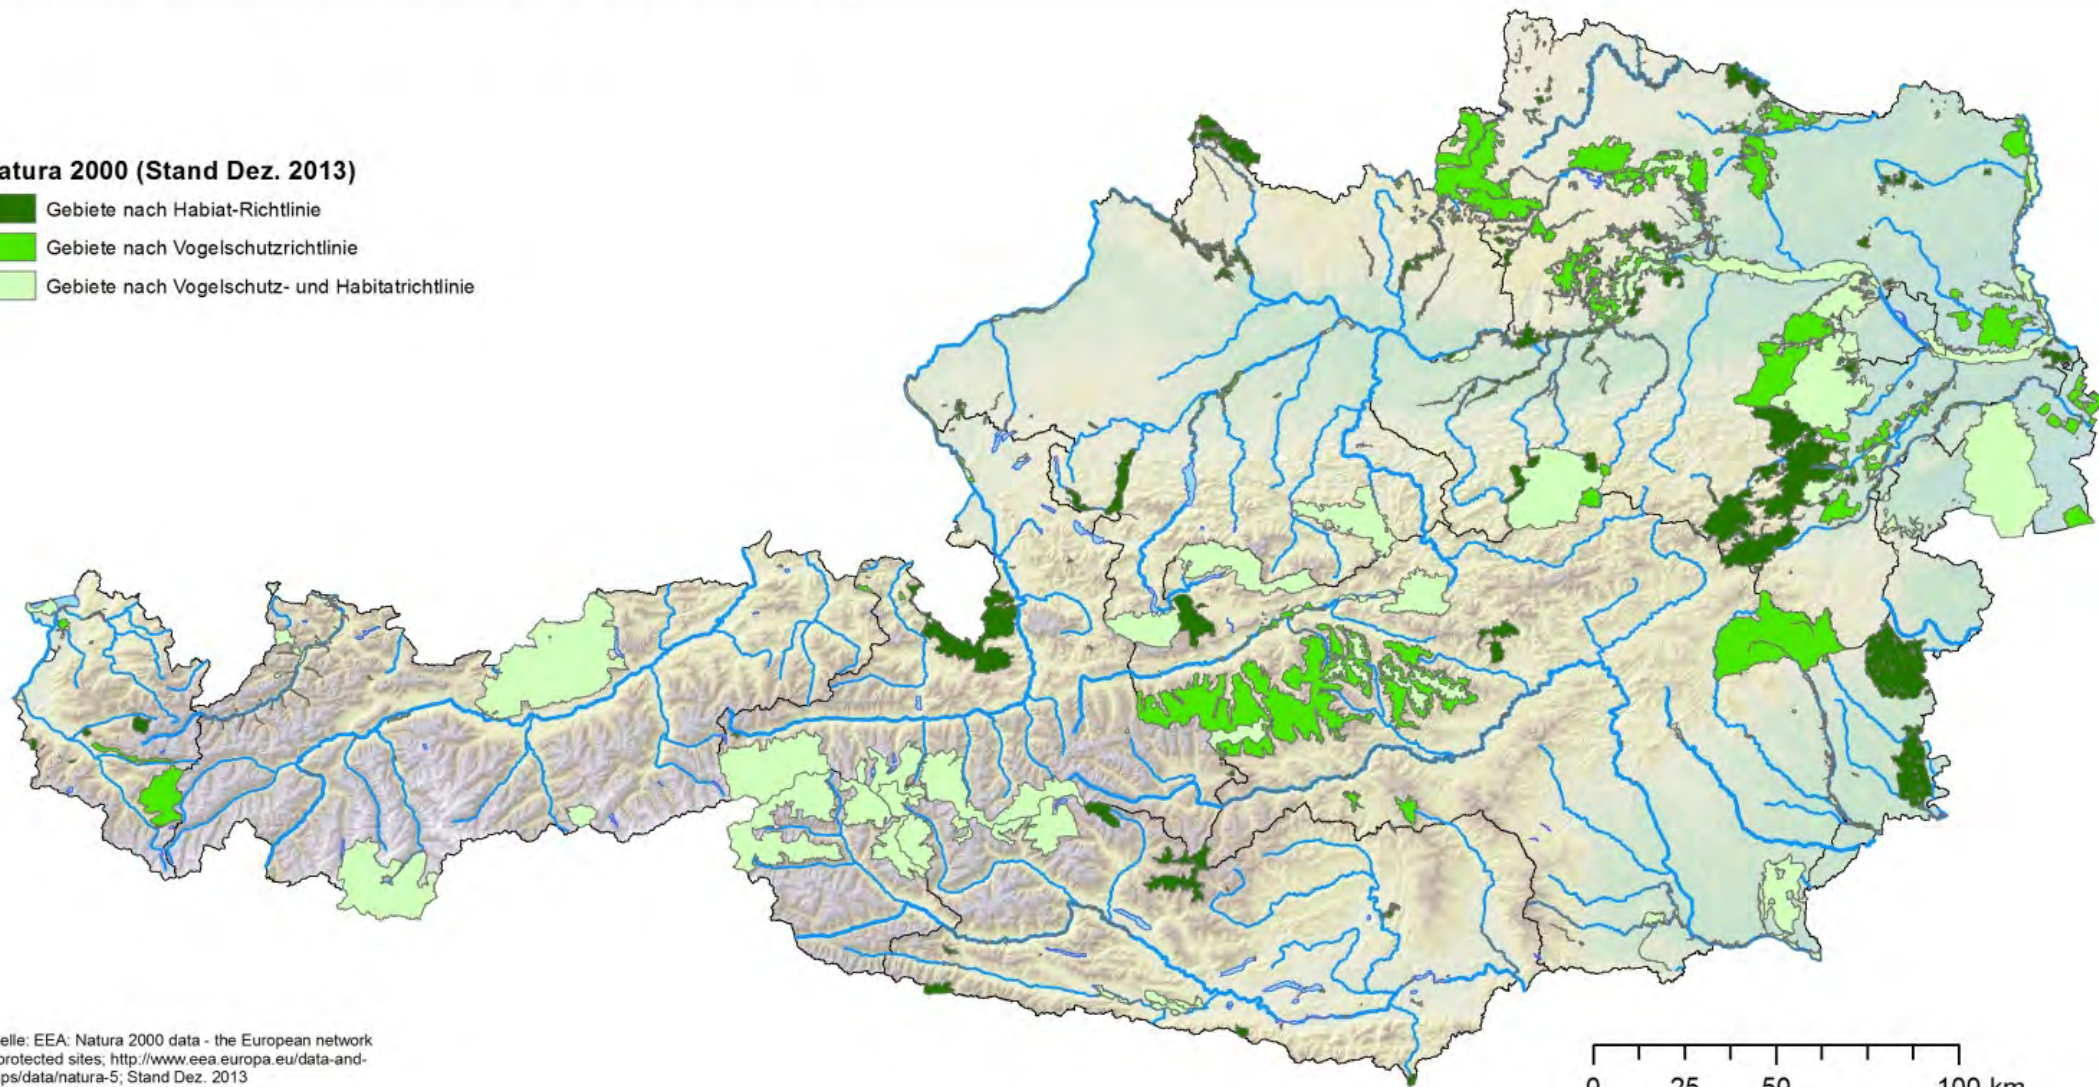 atura 2000 (Stand Dez. 2013)
Gebiete nach Habiat-Richtlinie
Gebiete nach Vogelschutzrichtlinie
Gebiete nach Vogelschutz- und Habitatrichtlinie
elle: EEA: Natura 2000 data - the European network
protected sites; http://www.eea.europa.eu/data-and-
ps/data/natura-5; Stand Dez. 2013
0 25 50 100 km